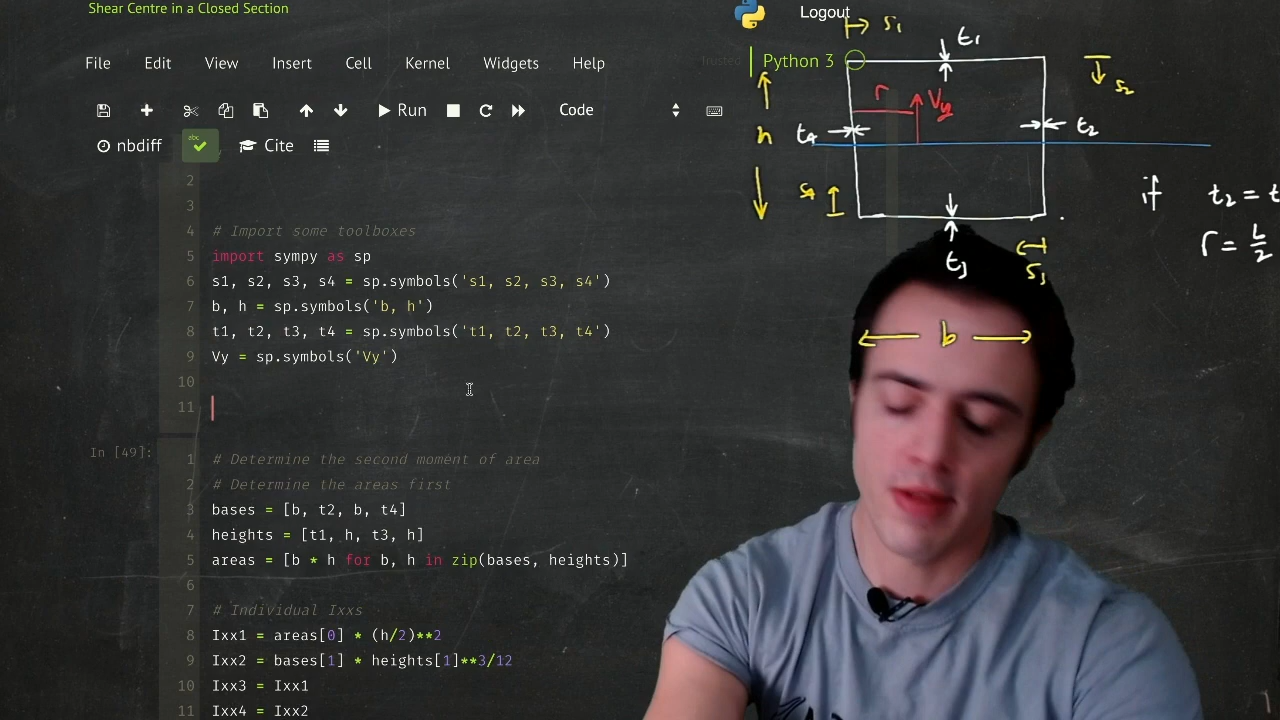 Shear Centre in a Closed Section
Logout
File Edit View Insert Cell Kernel Widgets Help
Trusted
Python 3
Run
Code
nbdiff
abc
Cite
2
3
4 # Import some toolboxes
5 import sympy as sp
6 s1, s2, s3, s4 = sp.symbols('s1, s2, s3, s4')
7 b, h = sp.symbols('b, h')
8 t1, t2, t3, t4 = sp.symbols('t1, t2, t3, t4')
9 Vy = sp.symbols('Vy')
10
11
In [49]:
1 # Determine the second moment of area
2 # Determine the areas first
3 bases = [b, t2, b, t4]
4 heights = [t1, h, t3, h]
5 areas = [b * h for b, h in zip(bases, heights)]
6
7 # Individual Ixxs
8 Ixx1 = areas[0] * (h/2)**2
9 Ixx2 = bases[1] * heights[1]**3/12
10 Ixx3 = Ixx1
11 Ixx4 = Ixx2
s1
t1
s2
r
Vy
h
t4
t2
s4
t3
s3
b
if t2 = t
r = b/2